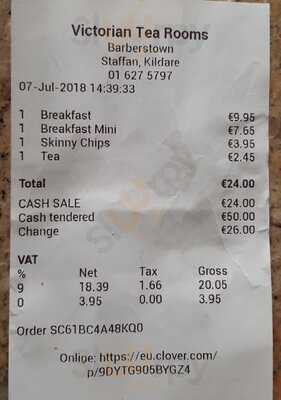 Victorian Tea Rooms
Barberstown
Staffan, Kildare
01 627 5797
07-Jul-2018 14:39:33
1 Breakfast €9.95
1 Breakfast Mini €7.65
1 Skinny Chips €3.95
1 Tea €2.45
Total €24.00
CASH SALE €24.00
Cash tendered €50.00
Change €26.00
VAT
% Net Tax Gross
9 18.39 1.66 20.05
0 3.95 0.00 3.95
Order SC61BC4A48KQ0
Onlige: https://eu.clover.com/
p/9DYTG905BYGZ4